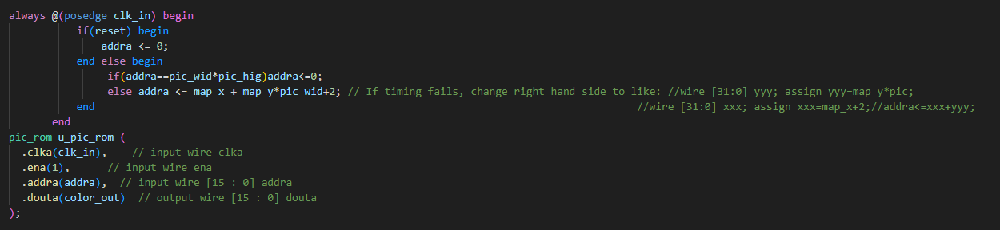 always @(posedge clk_in) begin
if(reset) begin
addra <= 0;
end else begin
if(addra==pic_wid*pic_hig)addra<=0;
else addra <= map_x + map_y*pic_wid+2; // If timing fails, change right hand side to like: //wire [31:0] yyy; assign yyy=map_y*pic;
end //wire [31:0] xxx; assign xxx=map_x+2;//addra<=xxx+yyy;
end
pic_rom u_pic_rom (
.clka(clk_in), // input wire clka
.ena(1), // input wire ena
.addra(addra), // input wire [15 : 0] addra
.douta(color_out) // output wire [15 : 0] douta
);